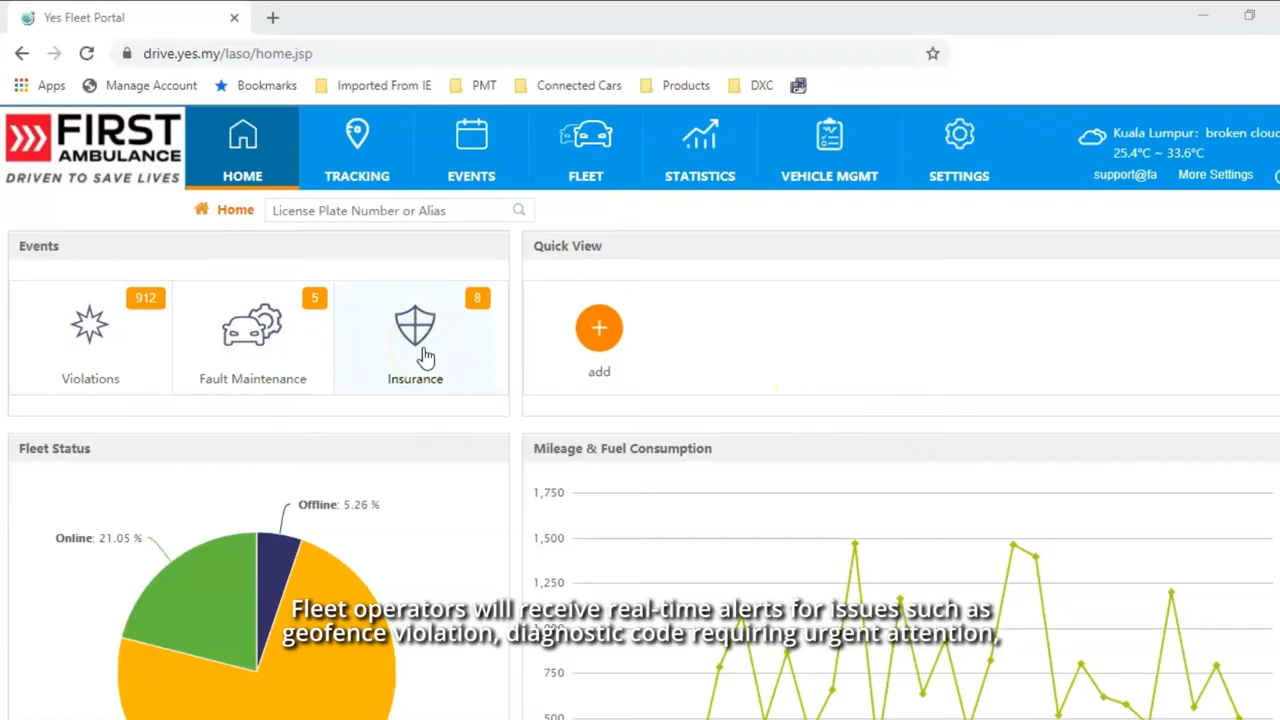 Yes Fleet Portal
drive.yes.my/laso/home.jsp
Apps Manage Account Bookmarks Imported From IE PMT Connected Cars Products DXC
FIRST
AMBULANCE
DRIVEN TO SAVE LIVES
HOME TRACKING EVENTS FLEET STATISTICS VEHICLE MGMT SETTINGS
Kuala Lumpur: broken cloud
25.4°C ~ 33.6°C
support@fa More Settings
Home License Plate Number or Alias
Events
912 5 8
Violations Fault Maintenance Insurance
Quick View
add
Fleet Status
Offline: 5.26 %
Online: 21.05 %
Mileage & Fuel Consumption
1,750
1,500
1,250
750
500
Fleet operators will receive real-time alerts for issues such as
geofence violation, diagnostic code requiring urgent attention,